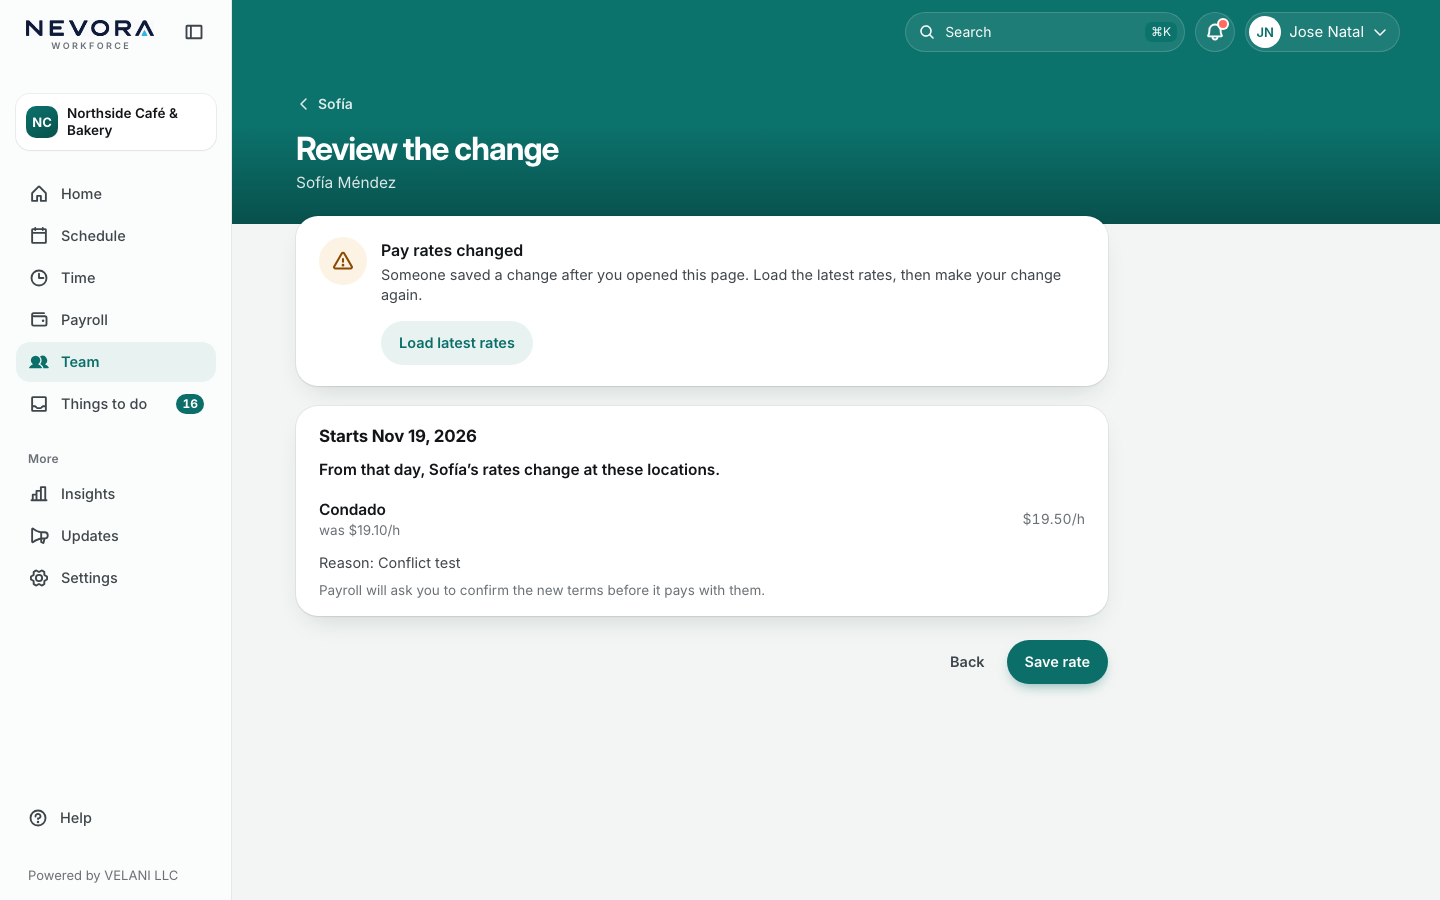 NEVORA
WORKFORCE
Search
⌘K
JN
Jose Natal
NC
Northside Café &
Bakery
Home
Schedule
Time
Payroll
Team
Things to do
16
More
Insights
Updates
Settings
Help
Powered by VELANI LLC
Sofía
Review the change
Sofía Méndez
Pay rates changed
Someone saved a change after you opened this page. Load the latest rates, then make your change
again.
Load latest rates
Starts Nov 19, 2026
From that day, Sofía’s rates change at these locations.
Condado
was $19.10/h
$19.50/h
Reason: Conflict test
Payroll will ask you to confirm the new terms before it pays with them.
Back
Save rate